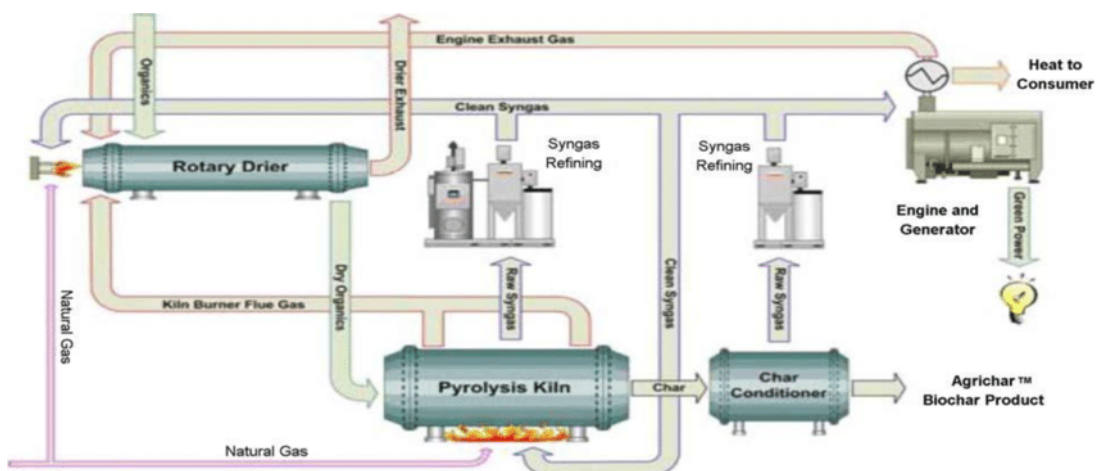 Engine Exhaust Gas
Organics
Drier Exhaust
Heat to
Consumer
Clean Syngas
Syngas
Refining
Syngas
Refining
Rotary Drier
Engine and
Generator
Green Power
Natural Gas
Kiln Burner Flue Gas
Dry Organics
Raw Syngas
Clean Syngas
Raw Syngas
Pyrolysis Kiln
Char
Char
Conditioner
Agrichar™
Biochar Product
Natural Gas